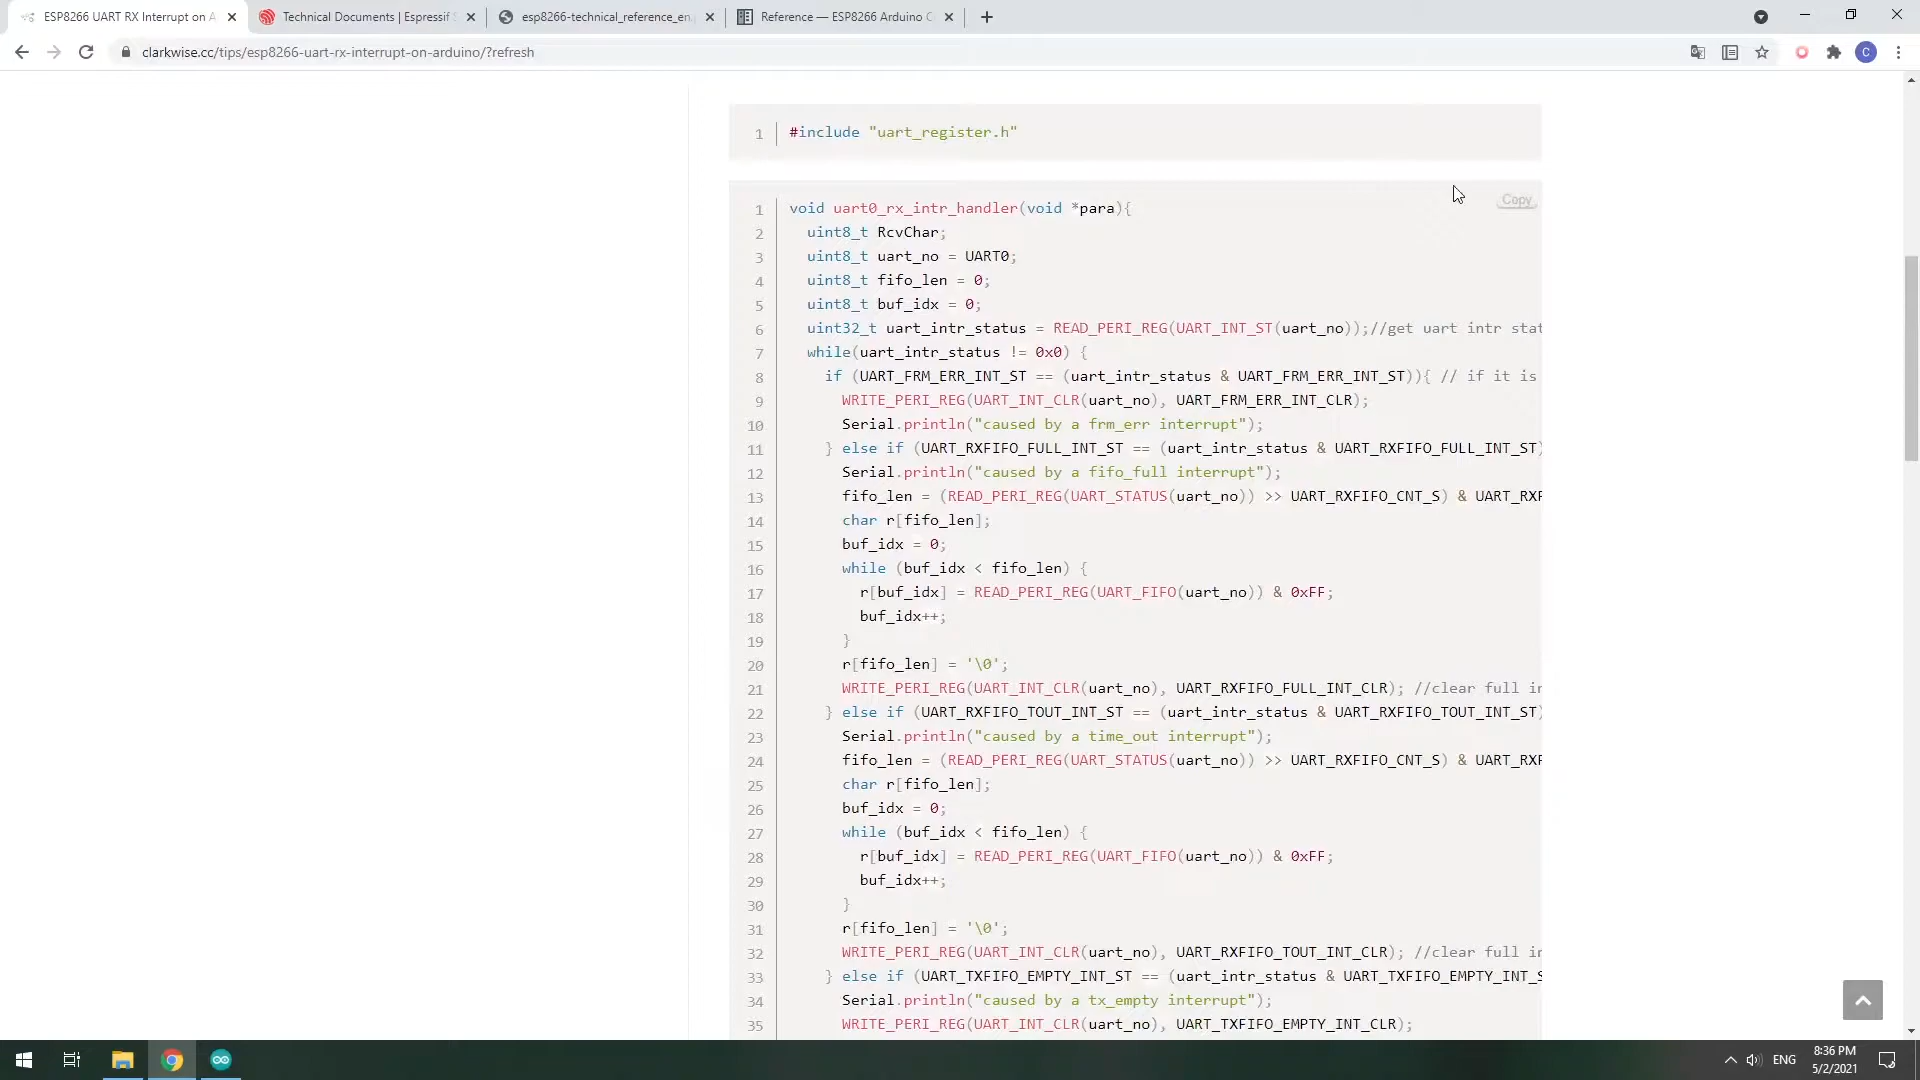 ESP8266 UART RX Interrupt on A
Technical Documents | Espressif S
esp8266-technical_reference_en.
Reference — ESP8266 Arduino C
clarkwise.cc/tips/esp8266-uart-rx-interrupt-on-arduino/?refresh
C
1 #include "uart_register.h"
Copy
1 void uart0_rx_intr_handler(void *para){
2 uint8_t RcvChar;
3 uint8_t uart_no = UART0;
4 uint8_t fifo_len = 0;
5 uint8_t buf_idx = 0;
6 uint32_t uart_intr_status = READ_PERI_REG(UART_INT_ST(uart_no));//get uart intr stat
7 while(uart_intr_status != 0x0) {
8 if (UART_FRM_ERR_INT_ST == (uart_intr_status & UART_FRM_ERR_INT_ST)){ // if it is
9 WRITE_PERI_REG(UART_INT_CLR(uart_no), UART_FRM_ERR_INT_CLR);
10 Serial.println("caused by a frm_err interrupt");
11 } else if (UART_RXFIFO_FULL_INT_ST == (uart_intr_status & UART_RXFIFO_FULL_INT_ST)
12 Serial.println("caused by a fifo_full interrupt");
13 fifo_len = (READ_PERI_REG(UART_STATUS(uart_no)) >> UART_RXFIFO_CNT_S) & UART_RXF
14 char r[fifo_len];
15 buf_idx = 0;
16 while (buf_idx < fifo_len) {
17 r[buf_idx] = READ_PERI_REG(UART_FIFO(uart_no)) & 0xFF;
18 buf_idx++;
19 }
20 r[fifo_len] = '\0';
21 WRITE_PERI_REG(UART_INT_CLR(uart_no), UART_RXFIFO_FULL_INT_CLR); //clear full in
22 } else if (UART_RXFIFO_TOUT_INT_ST == (uart_intr_status & UART_RXFIFO_TOUT_INT_ST)
23 Serial.println("caused by a time_out interrupt");
24 fifo_len = (READ_PERI_REG(UART_STATUS(uart_no)) >> UART_RXFIFO_CNT_S) & UART_RXF
25 char r[fifo_len];
26 buf_idx = 0;
27 while (buf_idx < fifo_len) {
28 r[buf_idx] = READ_PERI_REG(UART_FIFO(uart_no)) & 0xFF;
29 buf_idx++;
30 }
31 r[fifo_len] = '\0';
32 WRITE_PERI_REG(UART_INT_CLR(uart_no), UART_RXFIFO_TOUT_INT_CLR); //clear full in
33 } else if (UART_TXFIFO_EMPTY_INT_ST == (uart_intr_status & UART_TXFIFO_EMPTY_INT_S
34 Serial.println("caused by a tx_empty interrupt");
35 WRITE_PERI_REG(UART_INT_CLR(uart_no), UART_TXFIFO_EMPTY_INT_CLR);
ENG
8:36 PM
5/2/2021